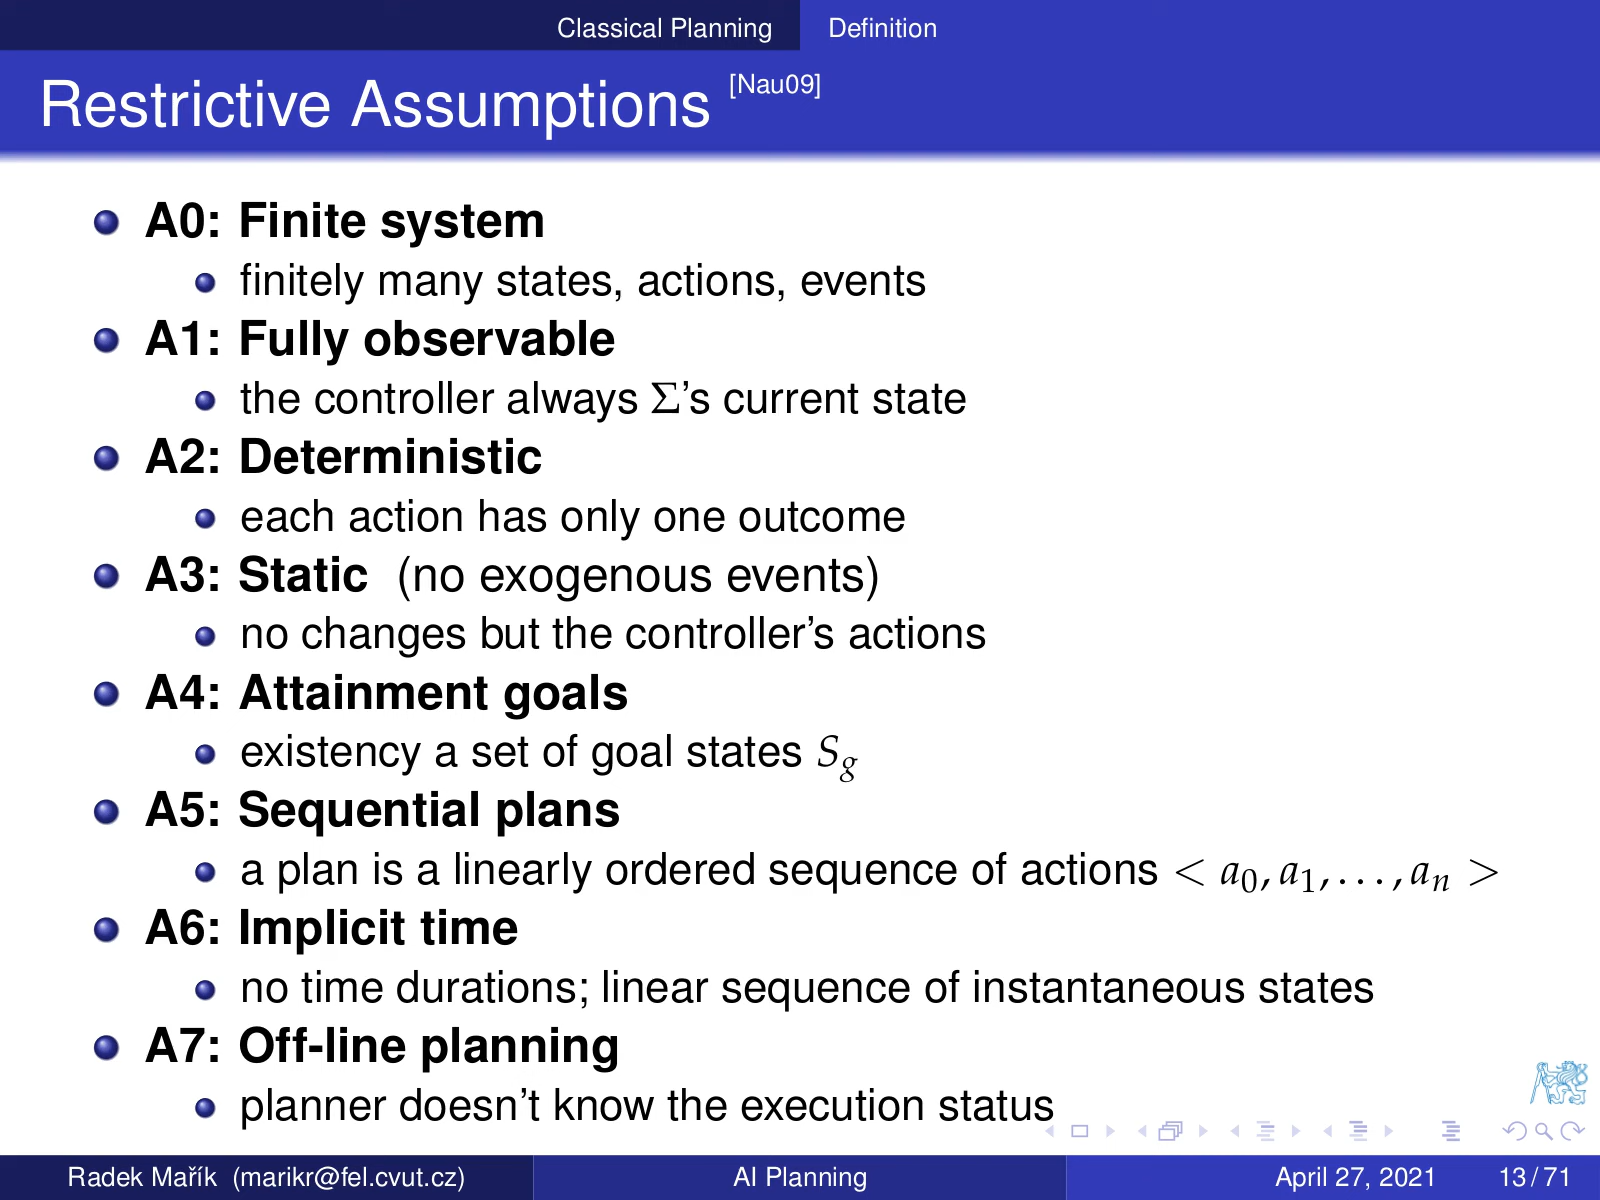 Classical Planning Definition
Restrictive Assumptions [Nau09]
A0: Finite system
finitely many states, actions, events
A1: Fully observable
the controller always Σ's current state
A2: Deterministic
each action has only one outcome
A3: Static (no exogenous events)
no changes but the controller's actions
A4: Attainment goals
existency a set of goal states S_g
A5: Sequential plans
a plan is a linearly ordered sequence of actions < a_0, a_1, . . . , a_n >
A6: Implicit time
no time durations; linear sequence of instantaneous states
A7: Off-line planning
planner doesn't know the execution status
Radek Mařík (marikr@fel.cvut.cz) AI Planning April 27, 2021 13 / 71